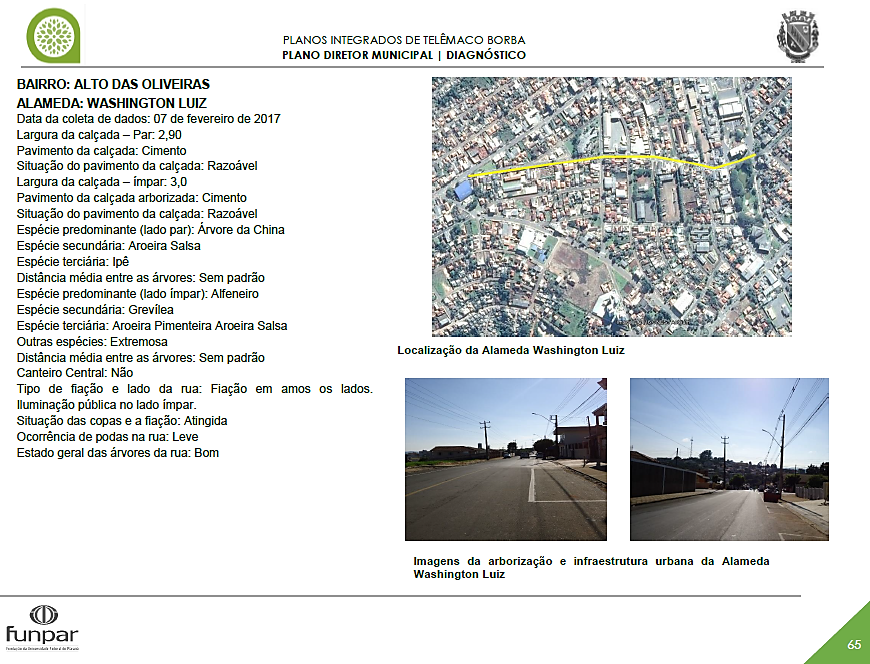 PLANOS INTEGRADOS DE TELÊMACO BORBA
PLANO DIRETOR MUNICIPAL | DIAGNÓSTICO
BAIRRO: ALTO DAS OLIVEIRAS
ALAMEDA: WASHINGTON LUIZ
Data da coleta de dados: 07 de fevereiro de 2017
Largura da calçada – Par: 2,90
Pavimento da calçada: Cimento
Situação do pavimento da calçada: Razoável
Largura da calçada – ímpar: 3,0
Pavimento da calçada arborizada: Cimento
Situação do pavimento da calçada: Razoável
Espécie predominante (lado par): Árvore da China
Espécie secundária: Aroeira Salsa
Espécie terciária: Ipê
Distância média entre as árvores: Sem padrão
Espécie predominante (lado ímpar): Alfeneiro
Espécie secundária: Grevílea
Espécie terciária: Aroeira Pimenteira Aroeira Salsa
Outras espécies: Extremosa
Distância média entre as árvores: Sem padrão
Canteiro Central: Não
Tipo de fiação e lado da rua: Fiação em amos os lados.
Iluminação pública no lado ímpar.
Situação das copas e a fiação: Atingida
Ocorrência de podas na rua: Leve
Estado geral das árvores da rua: Bom
Localização da Alameda Washington Luiz
Imagens da arborização e infraestrutura urbana da Alameda
Washington Luiz
funpar
Fundação da Universidade Federal do Paraná
65